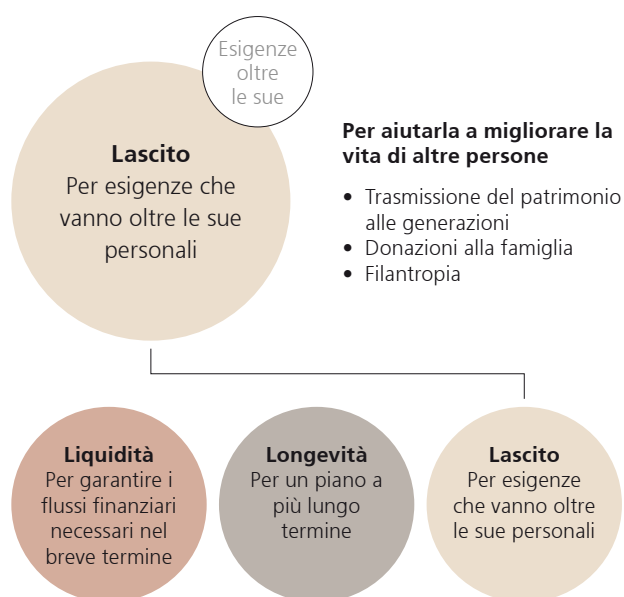 Esigenze
oltre
le sue
Lascito
Per esigenze che
vanno oltre le sue
personali
Per aiutarla a migliorare la
vita di altre persone
• Trasmissione del patrimonio
alle generazioni
• Donazioni alla famiglia
• Filantropia
Liquidità
Per garantire i
flussi finanziari
necessari nel
breve termine
Longevità
Per un piano a
più lungo
termine
Lascito
Per esigenze
che vanno oltre
le sue personali